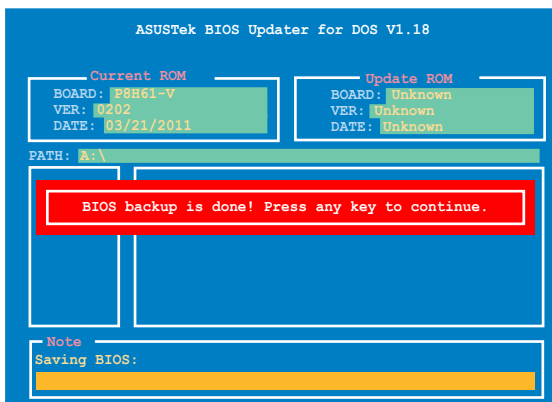 ASUSTek BIOS Updater for DOS V1.18
Current ROM
BOARD: P8H61-V
VER: 0202
DATE: 03/21/2011
Update ROM
BOARD: Unknown
VER: Unknown
DATE: Unknown
PATH: A:\
BIOS backup is done! Press any key to continue.
Note
Saving BIOS: